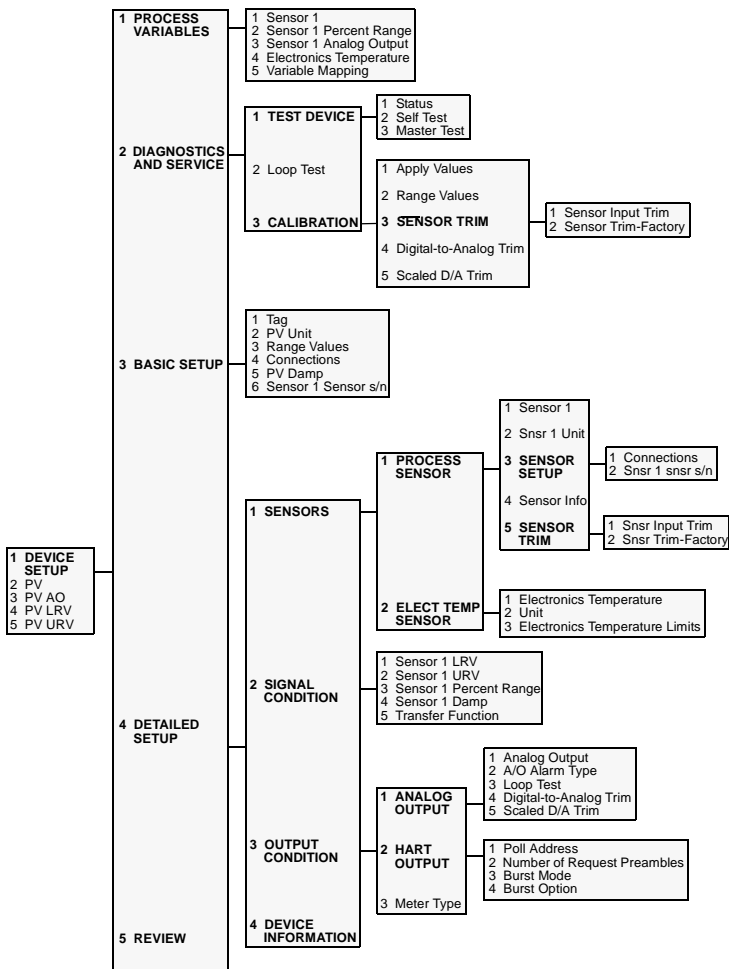 1 DEVICE
SETUP
2 PV
3 PV AO
4 PV LRV
5 PV URV
1 PROCESS
VARIABLES
2 DIAGNOSTICS
AND SERVICE
3 BASIC SETUP
4 DETAILED
SETUP
5 REVIEW
1 Sensor 1
2 Sensor 1 Percent Range
3 Sensor 1 Analog Output
4 Electronics Temperature
5 Variable Mapping
1 TEST DEVICE
2 Loop Test
3 CALIBRATION
1 Status
2 Self Test
3 Master Test
1 Apply Values
2 Range Values
3 SENSOR TRIM
4 Digital-to-Analog Trim
5 Scaled D/A Trim
1 Sensor Input Trim
2 Sensor Trim-Factory
1 Tag
2 PV Unit
3 Range Values
4 Connections
5 PV Damp
6 Sensor 1 Sensor s/n
1 SENSORS
2 SIGNAL
CONDITION
3 OUTPUT
CONDITION
4 DEVICE
INFORMATION
1 PROCESS
SENSOR
2 ELECT TEMP
SENSOR
1 Sensor 1
2 Snsr 1 Unit
3 SENSOR
SETUP
4 Sensor Info
5 SENSOR
TRIM
1 Connections
2 Snsr 1 snsr s/n
1 Snsr Input Trim
2 Snsr Trim-Factory
1 Electronics Temperature
2 Unit
3 Electronics Temperature Limits
1 Sensor 1 LRV
2 Sensor 1 URV
3 Sensor 1 Percent Range
4 Sensor 1 Damp
5 Transfer Function
1 ANALOG
OUTPUT
2 HART
OUTPUT
3 Meter Type
1 Analog Output
2 A/O Alarm Type
3 Loop Test
4 Digital-to-Analog Trim
5 Scaled D/A Trim
1 Poll Address
2 Number of Request Preambles
3 Burst Mode
4 Burst Option